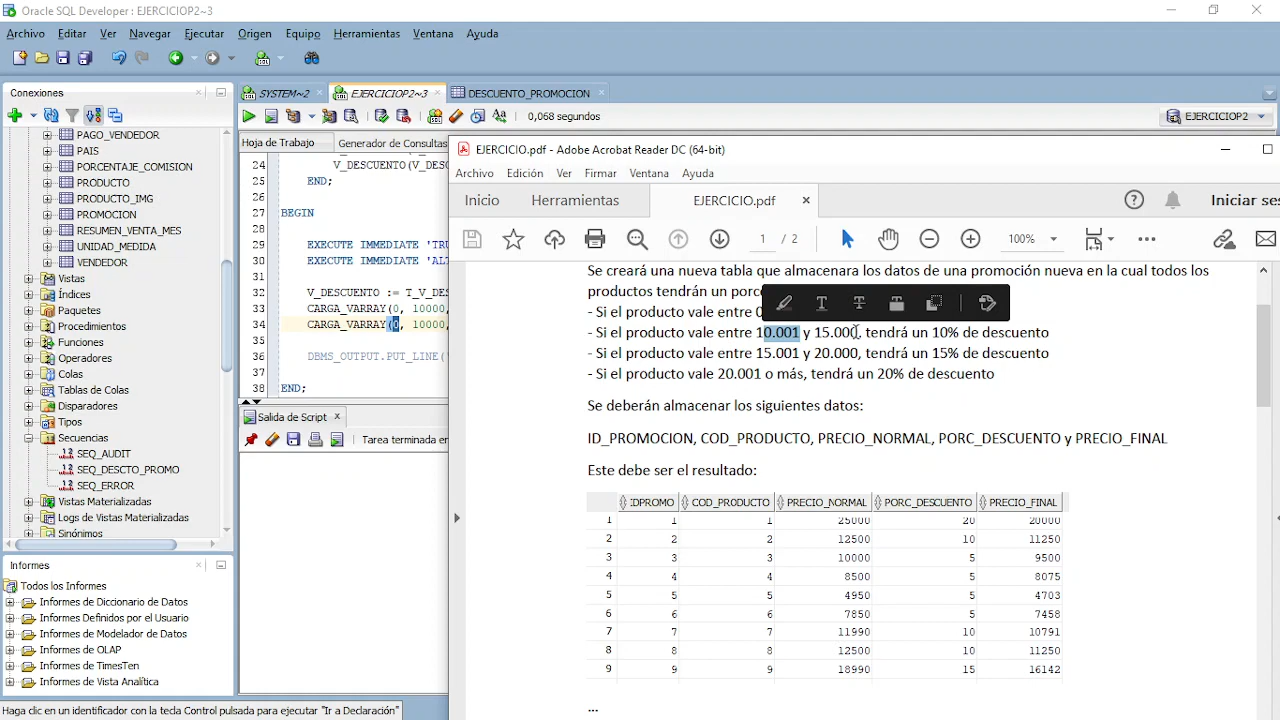 Oracle SQL Developer : EJERCICIOP2~3
Archivo Editar Ver Navegar Ejecutar Origen Equipo Herramientas Ventana Ayuda
Conexiones
PAGO_VENDEDOR
PAIS
PORCENTAJE_COMISION
PRODUCTO
PRODUCTO_IMG
PROMOCION
RESUMEN_VENTA_MES
UNIDAD_MEDIDA
VENDEDOR
Vistas
Índices
Paquetes
Procedimientos
Funciones
Operadores
Colas
Tablas de Colas
Disparadores
Tipos
Secuencias
SEQ_AUDIT
SEQ_DESCTO_PROMO
SEQ_ERROR
Vistas Materializadas
Logs de Vistas Materializadas
Sinónimos
Informes
Todos los Informes
Informes de Diccionario de Datos
Informes Definidos por el Usuario
Informes de Modelador de Datos
Informes de OLAP
Informes de TimesTen
Informes de Vista Analítica
Haga clic en un identificador con la tecla Control pulsada para ejecutar "Ir a Declaración"
SYSTEM~2 EJERCICIOP2~3 DESCUENTO_PROMOCION
0,068 segundos
EJERCICIOP2
Hoja de Trabajo Generador de Consultas
24 V_DESCUENTO(V_DESC
25 END;
26
27 BEGIN
28
29 EXECUTE IMMEDIATE 'TRU
30 EXECUTE IMMEDIATE 'AL
31
32 V_DESCUENTO := T_V_DE
33 CARGA_VARRAY(0, 10000,
34 CARGA_VARRAY(0, 10000,
35
36 DBMS_OUTPUT.PUT_LINE(
37
38 END;
Salida de Script
Tarea terminada en
EJERCICIO.pdf - Adobe Acrobat Reader DC (64-bit)
Archivo Edición Ver Firmar Ventana Ayuda
Inicio Herramientas EJERCICIO.pdf Iniciar ses
1 / 2 100%
Se creará una nueva tabla que almacenara los datos de una promoción nueva en la cual todos los
productos tendrán un porc
- Si el producto vale entre 0
- Si el producto vale entre 10.001 y 15.000, tendrá un 10% de descuento
- Si el producto vale entre 15.001 y 20.000, tendrá un 15% de descuento
- Si el producto vale 20.001 o más, tendrá un 20% de descuento
Se deberán almacenar los siguientes datos:
ID_PROMOCION, COD_PRODUCTO, PRECIO_NORMAL, PORC_DESCUENTO y PRECIO_FINAL
Este debe ser el resultado:
IDPROMO COD_PRODUCTO PRECIO_NORMAL PORC_DESCUENTO PRECIO_FINAL
1 1 1 25000 20 20000
2 2 2 12500 10 11250
3 3 3 10000 5 9500
4 4 4 8500 5 8075
5 5 5 4950 5 4703
6 6 6 7850 5 7458
7 7 7 11990 10 10791
8 8 8 12500 10 11250
9 9 9 18990 15 16142
...